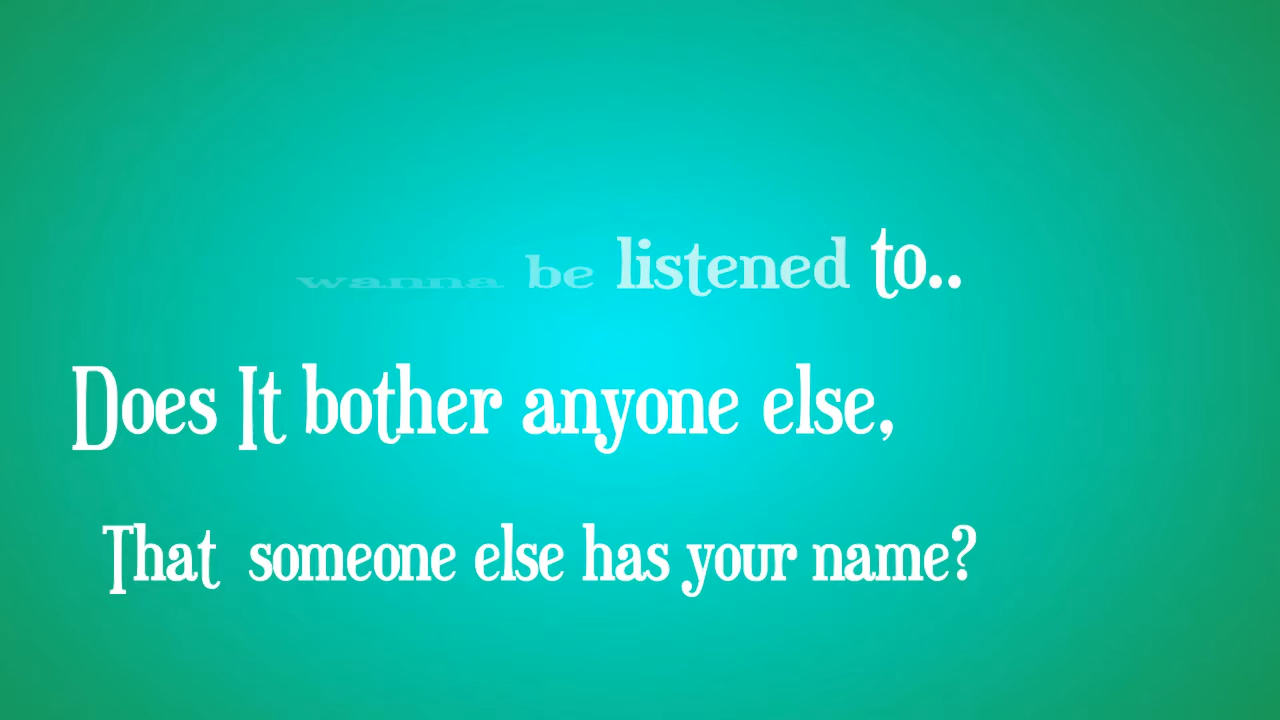 wanna be listened to..
Does It bother anyone else,
That someone else has your name?